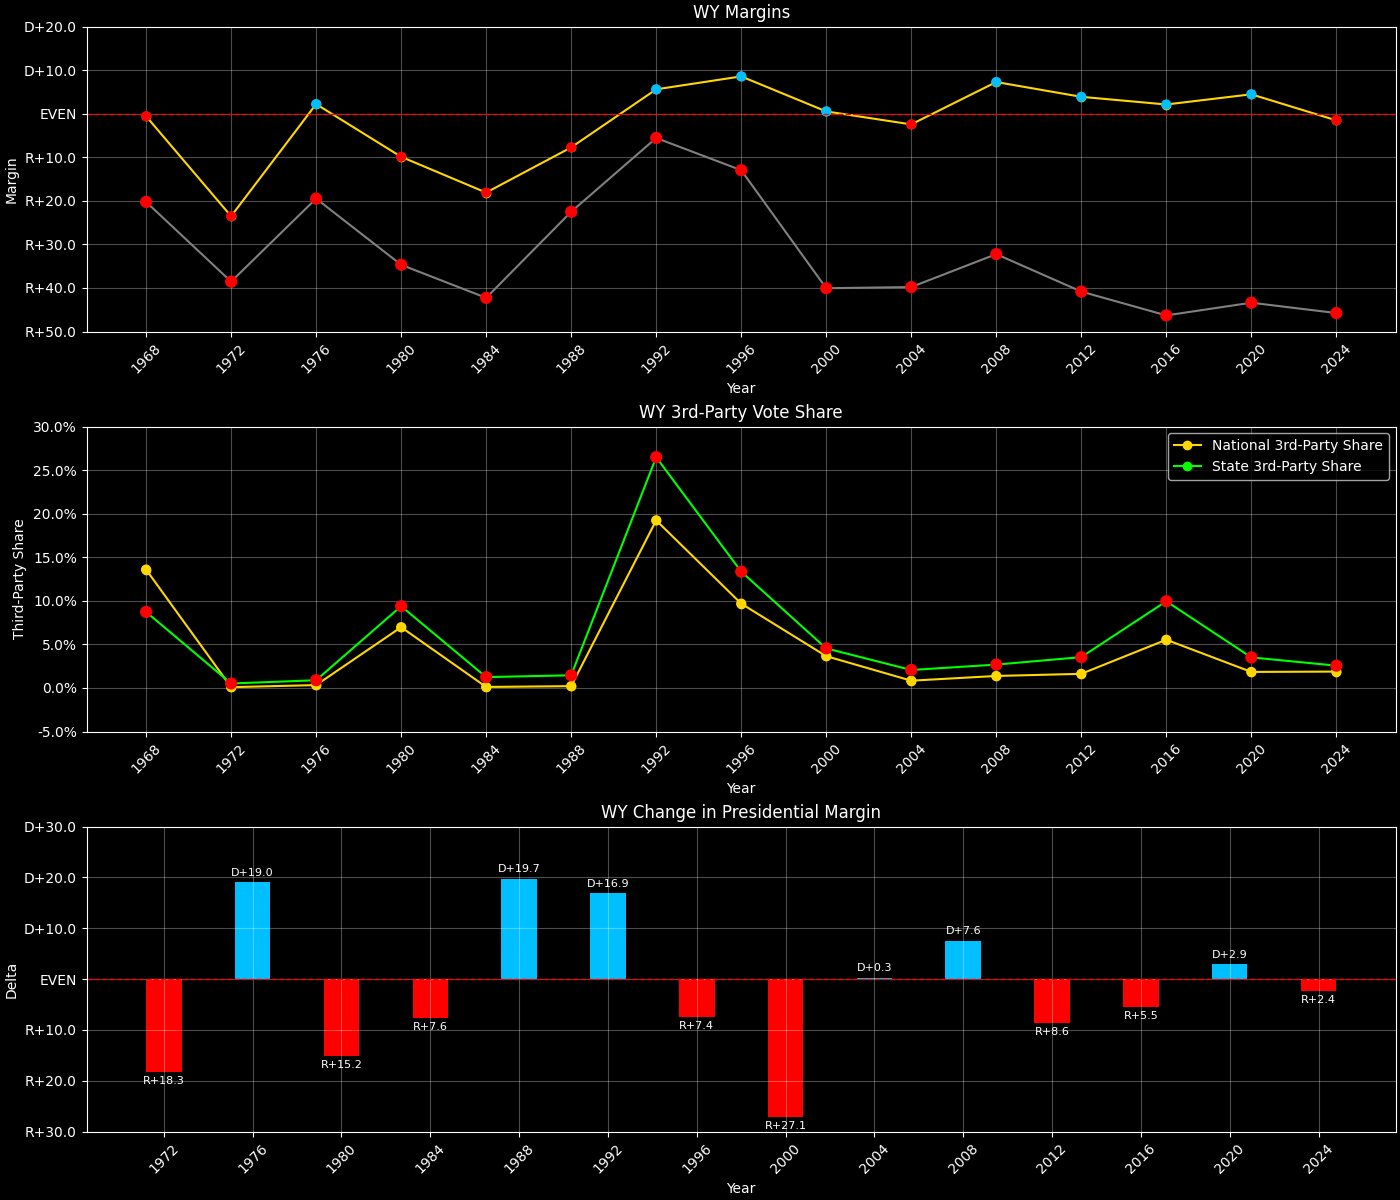 WY Margins
D+20.0
D+10.0
EVEN
R+10.0
R+20.0
R+30.0
R+40.0
R+50.0
Margin
1968 1972 1976 1980 1984 1988 1992 1996 2000 2004 2008 2012 2016 2020 2024
Year
WY 3rd-Party Vote Share
30.0%
25.0%
20.0%
15.0%
10.0%
5.0%
0.0%
-5.0%
Third-Party Share
National 3rd-Party Share
State 3rd-Party Share
1968 1972 1976 1980 1984 1988 1992 1996 2000 2004 2008 2012 2016 2020 2024
Year
WY Change in Presidential Margin
D+30.0
D+20.0
D+10.0
EVEN
R+10.0
R+20.0
R+30.0
Delta
R+18.3
D+19.0
R+15.2
R+7.6
D+19.7
D+16.9
R+7.4
R+27.1
D+0.3
D+7.6
R+8.6
R+5.5
D+2.9
R+2.4
1972 1976 1980 1984 1988 1992 1996 2000 2004 2008 2012 2016 2020 2024
Year